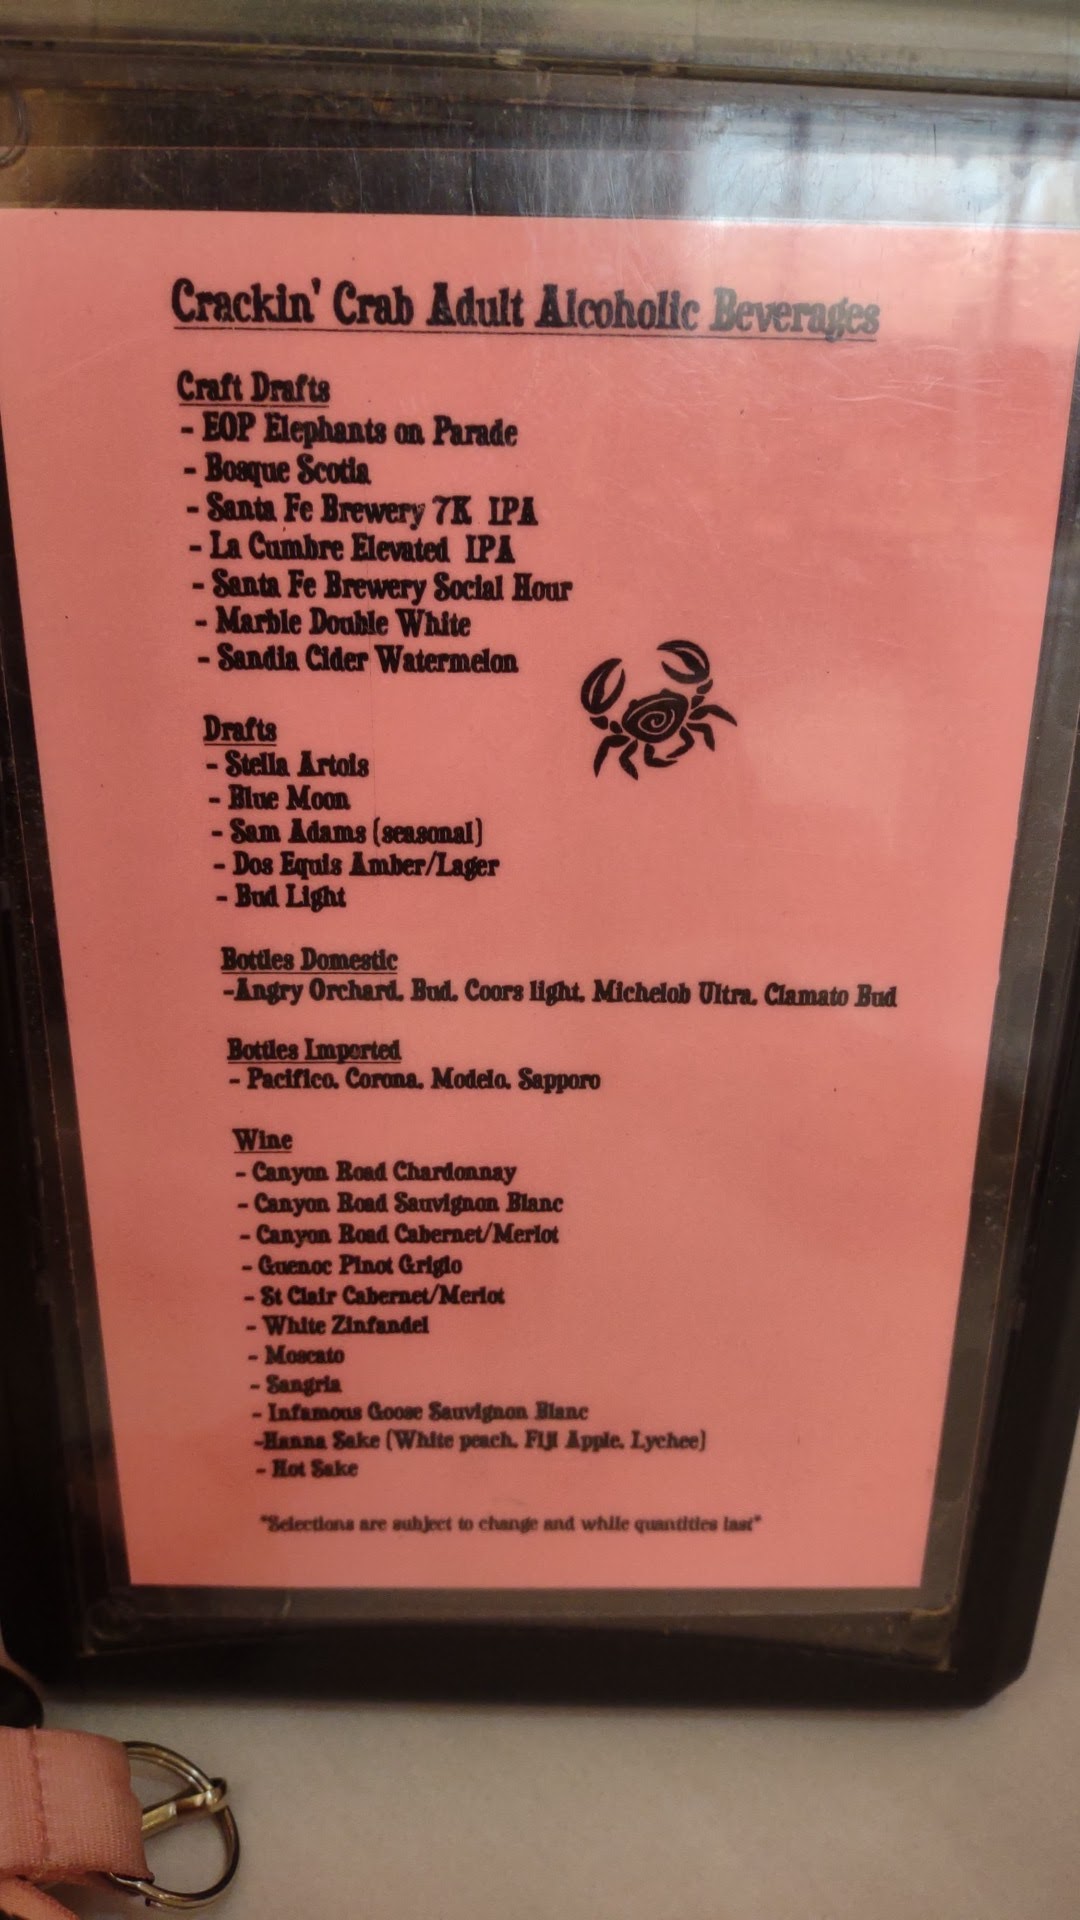 Crackin' Crab Adult Alcoholic Beverages
Craft Drafts
- EOP Elephants on Parade
- Bosque Scotia
- Santa Fe Brewery 7K IPA
- La Cumbre Elevated IPA
- Santa Fe Brewery Social Hour
- Marble Double White
- Sandia Cider Watermelon
Drafts
- Stella Artois
- Blue Moon
- Sam Adams (seasonal)
- Dos Equis Amber/Lager
- Bud Light
Bottles Domestic
-Angry Orchard, Bud, Coors light, Michelob Ultra, Clamato Bud
Bottles Imported
- Pacifico, Corona, Modelo, Sapporo
Wine
- Canyon Road Chardonnay
- Canyon Road Sauvignon Blanc
- Canyon Road Cabernet/Merlot
- Guenoc Pinot Grigio
- St Clair Cabernet/Merlot
- White Zinfandel
- Moscato
- Sangria
- Infamous Goose Sauvignon Blanc
-Hanna Sake (White peach, Fiji Apple, Lychee)
- Hot Sake
"Selections are subject to change and while quantities last"